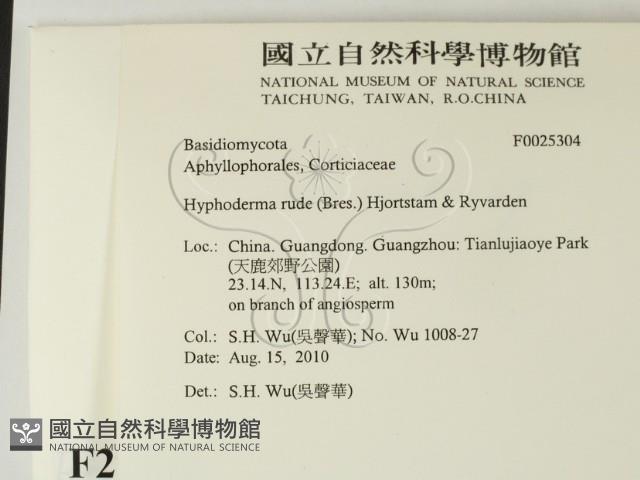 國立自然科學博物館
NATIONAL MUSEUM OF NATURAL SCIENCE
TAICHUNG, TAIWAN, R.O.CHINA
Basidiomycota F0025304
Aphyllophorales, Corticiaceae
Hyphoderma rude (Bres.) Hjortstam & Ryvarden
Loc.: China. Guangdong. Guangzhou: Tianlujiaoye Park
(天鹿郊野公園)
23.14.N, 113.24.E; alt. 130m;
on branch of angiosperm
Col.: S.H. Wu(吳聲華); No. Wu 1008-27
Date: Aug. 15, 2010
Det.: S.H. Wu(吳聲華)
國立自然科學博物館
NATIONAL MUSEUM OF NATURAL SCIENCE
F2